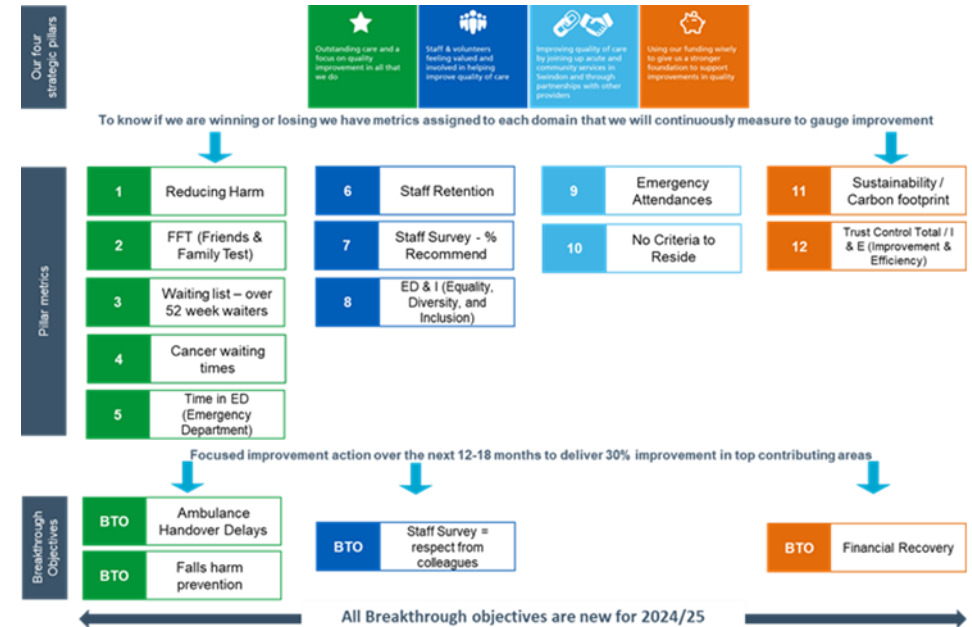 Our four
strategic pillars
Outstanding care and a
focus on quality
improvement in all that
we do
Staff & volunteers
feeling valued and
involved in helping
improve quality of care
Improving quality of care
by joining up acute and
community services in
Swindon and through
partnerships with other
providers
Using our funding wisely
to give us a stronger
foundation to support
improvements in quality
To know if we are winning or losing we have metrics assigned to each domain that we will continuously measure to gauge improvement
Pillar metrics
1
Reducing Harm
2
FFT (Friends &
Family Test)
3
Waiting list – over
52 week waiters
4
Cancer waiting
times
5
Time in ED
(Emergency
Department)
6
Staff Retention
7
Staff Survey - %
Recommend
8
ED & I (Equality,
Diversity, and
Inclusion)
9
Emergency
Attendances
10
No Criteria to
Reside
11
Sustainability /
Carbon footprint
12
Trust Control Total / I
& E (Improvement &
Efficiency)
Focused improvement action over the next 12-18 months to deliver 30% improvement in top contributing areas
Breakthrough
Objectives
BTO
Ambulance
Handover Delays
BTO
Falls harm
prevention
BTO
Staff Survey =
respect from
colleagues
BTO
Financial Recovery
All Breakthrough objectives are new for 2024/25